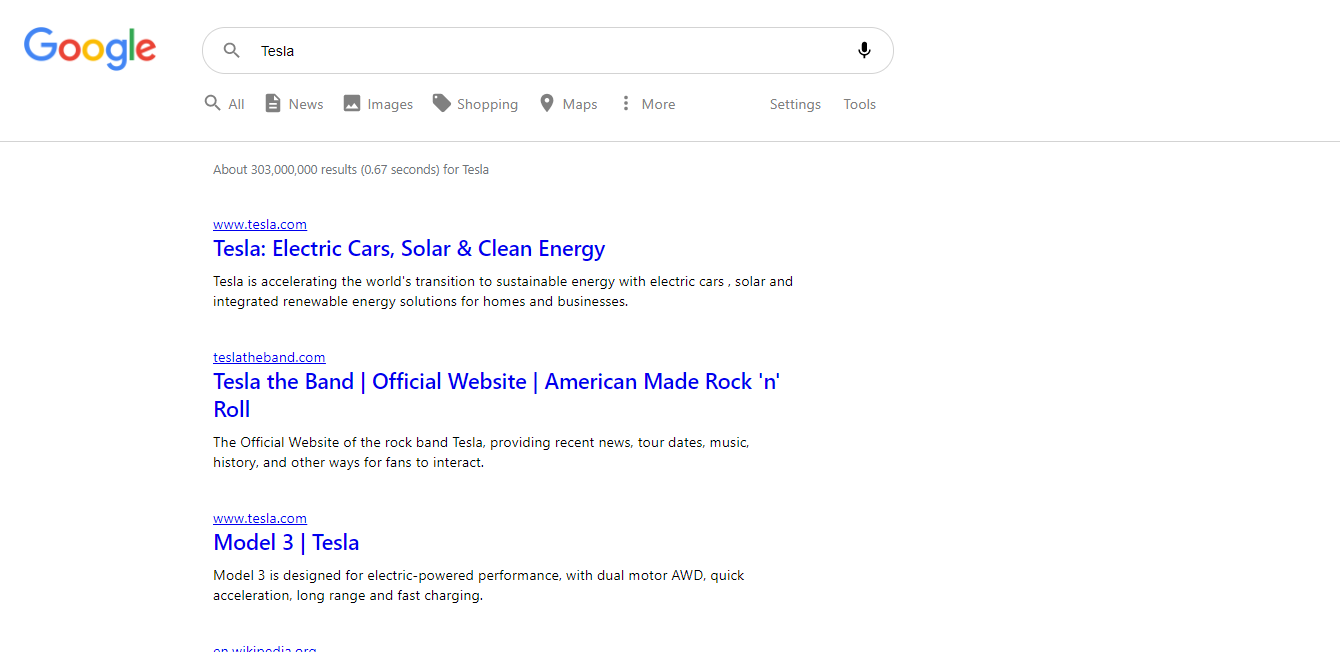 Google
Tesla
All News Images Shopping Maps More Settings Tools
About 303,000,000 results (0.67 seconds) for Tesla
www.tesla.com
Tesla: Electric Cars, Solar & Clean Energy
Tesla is accelerating the world's transition to sustainable energy with electric cars , solar and
integrated renewable energy solutions for homes and businesses.
teslatheband.com
Tesla the Band | Official Website | American Made Rock 'n'
Roll
The Official Website of the rock band Tesla, providing recent news, tour dates, music,
history, and other ways for fans to interact.
www.tesla.com
Model 3 | Tesla
Model 3 is designed for electric-powered performance, with dual motor AWD, quick
acceleration, long range and fast charging.
en.wikipedia.org